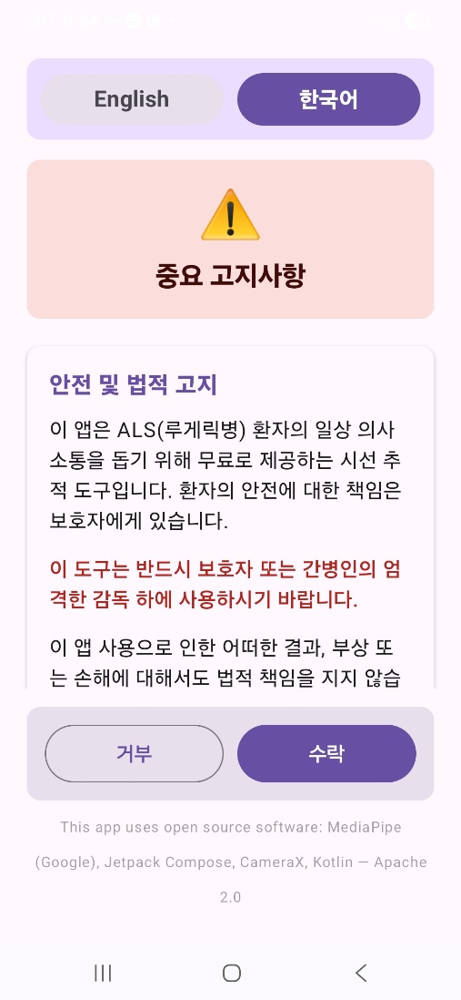 English
한국어
중요 고지사항
안전 및 법적 고지
이 앱은 ALS(루게릭병) 환자의 일상 의사
소통을 돕기 위해 무료로 제공하는 시선 추
적 도구입니다. 환자의 안전에 대한 책임은
보호자에게 있습니다.
이 도구는 반드시 보호자 또는 간병인의 엄
격한 감독 하에 사용하시기 바랍니다.
이 앱 사용으로 인한 어떠한 결과, 부상 또
는 손해에 대해서도 법적 책임을 지지 않습
거부
수락
This app uses open source software: MediaPipe
(Google), Jetpack Compose, CameraX, Kotlin — Apache
2.0